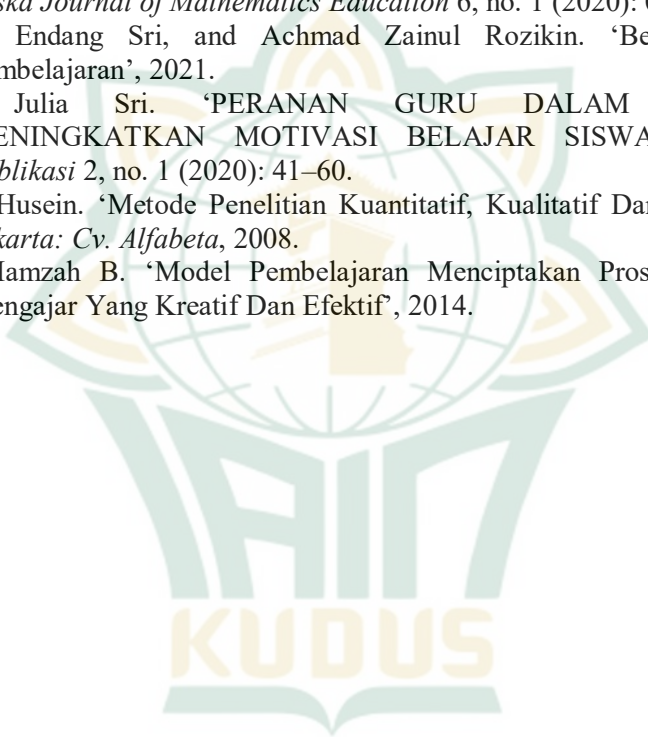 ska Journal of Mathematics Education 6, no. 1 (2020):
Endang Sri, and Achmad Zainul Rozikin. ‘Be
mbelajaran’, 2021.
Julia Sri. ‘PERANAN GURU DALAM
ENINGKATKAN MOTIVASI BELAJAR SISWA
blikasi 2, no. 1 (2020): 41–60.
Husein. ‘Metode Penelitian Kuantitatif, Kualitatif Dan
karta: Cv. Alfabeta, 2008.
Hamzah B. ‘Model Pembelajaran Menciptakan Pros
engajar Yang Kreatif Dan Efektif’, 2014.
IAIN
KUDUS